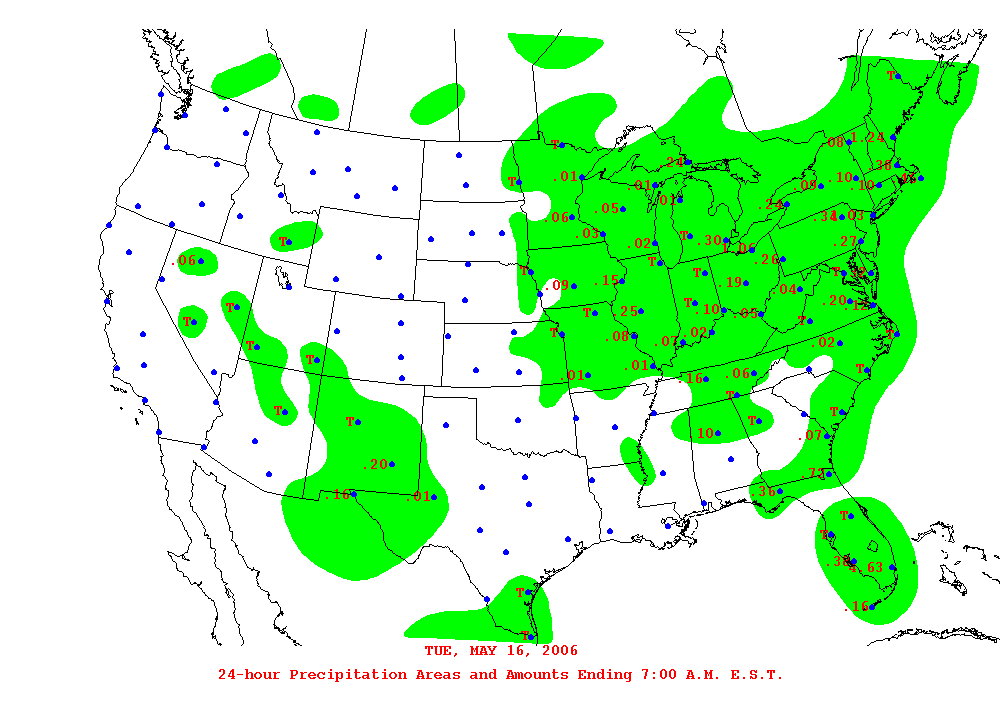 T
.08 1.24
T
.24 .38
.01 T .01 .09 .10 .10
.01
.06 .05 .24 .34 .03
.03
T .02 T .30 .27
.06 T .26
T T
.09 .15 .19 .04
T T T .20 .12
.25 .10 .05
T T
T .08 .02 T
.07 .02
T
T .01
.01 .16 .06 T
T
T T
T T
.10 .07
.20 .72
.16 .01 .36
T
T
.38 4.63
T
.16
T
TUE, MAY 16, 2006
24-hour Precipitation Areas and Amounts Ending 7:00 A.M. E.S.T.